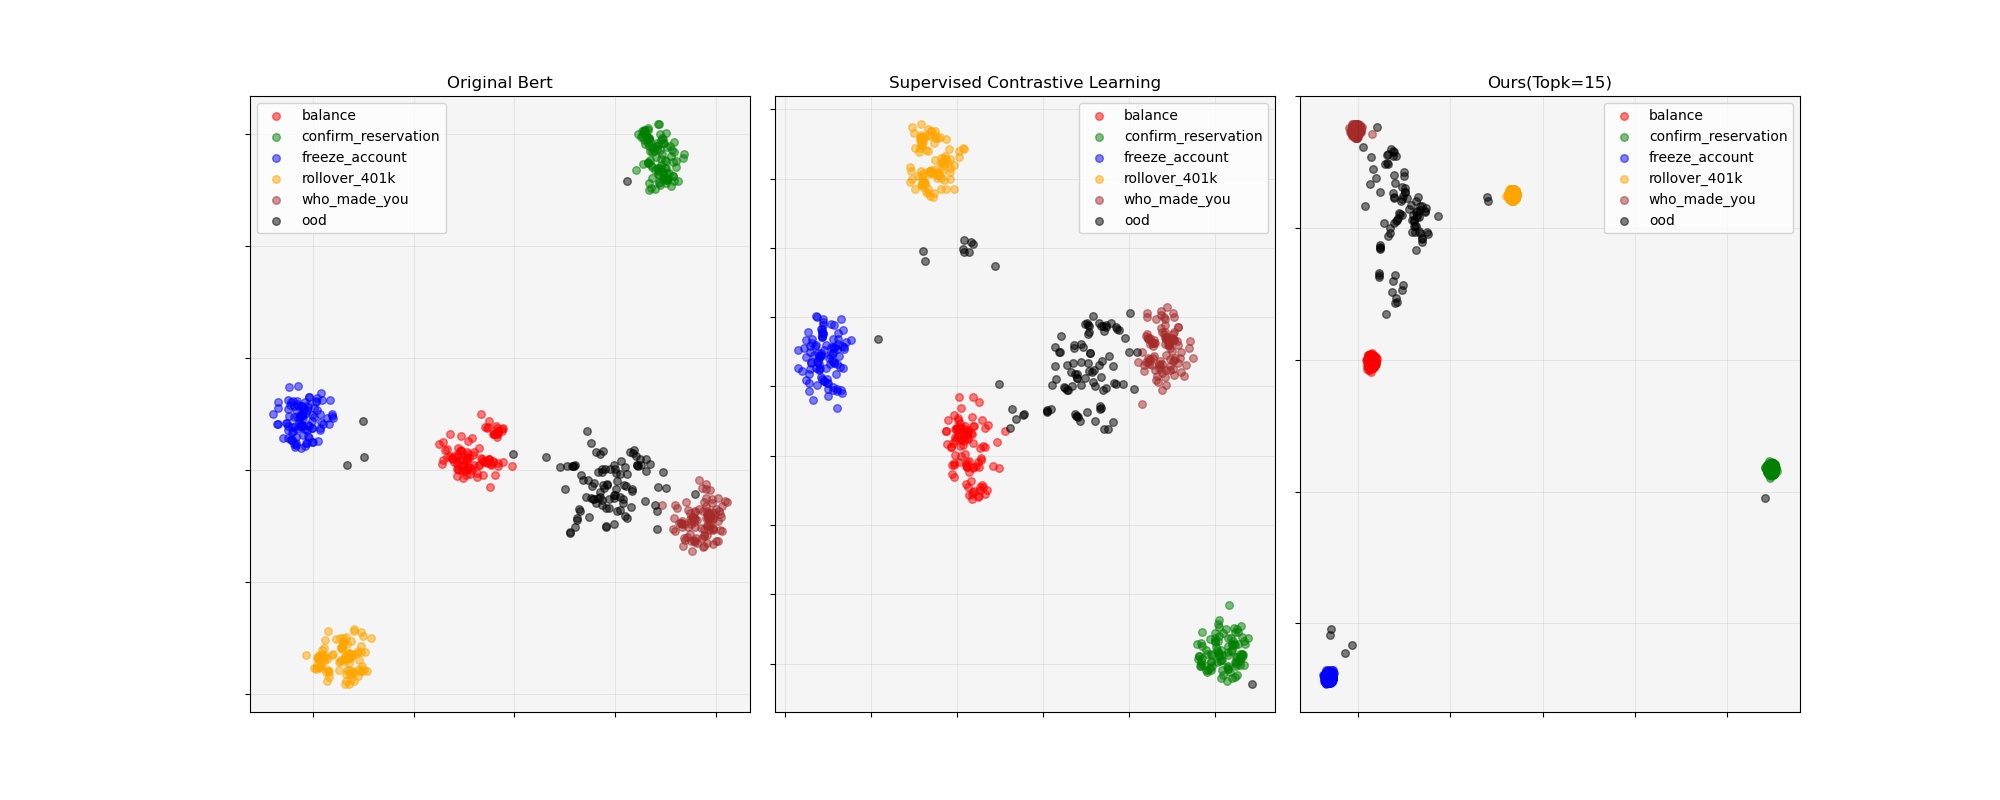 Original Bert
balance
confirm_reservation
freeze_account
rollover_401k
who_made_you
ood
Supervised Contrastive Learning
balance
confirm_reservation
freeze_account
rollover_401k
who_made_you
ood
Ours(Topk=15)
balance
confirm_reservation
freeze_account
rollover_401k
who_made_you
ood